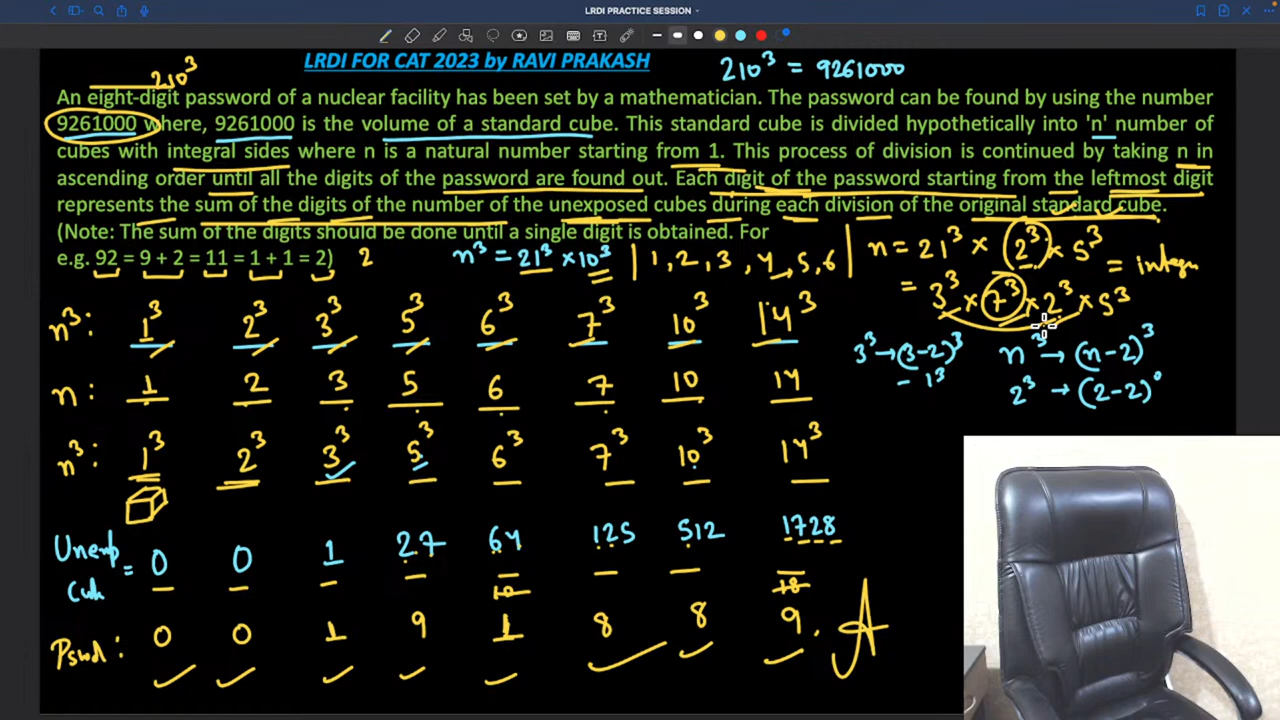 LRDI PRACTICE SESSION
LRDI FOR CAT 2023 by RAVI PRAKASH
210³
210³ = 9261000
An eight-digit password of a nuclear facility has been set by a mathematician. The password can be found by using the number
9261000 where, 9261000 is the volume of a standard cube. This standard cube is divided hypothetically into 'n' number of
cubes with integral sides where n is a natural number starting from 1. This process of division is continued by taking n in
ascending order until all the digits of the password are found out. Each digit of the password starting from the leftmost digit
represents the sum of the digits of the number of the unexposed cubes during each division of the original standard cube.
(Note: The sum of the digits should be done until a single digit is obtained. For
e.g. 92 = 9 + 2 = 11 = 1 + 1 = 2) 2
n³ = 21³ × 10³ | 1, 2, 3, 4, 5, 6
n = 21³ × 2³ × 5³ = integer
= 3³ × 7³ × 2³ × 5³
3³ → (3-2)³
- 1³
n³ → (n-2)³
2³ → (2-2)⁰
n³: 1³ 2³ 3³ 5³ 6³ 7³ 10³ 14³
n: 1 2 3 5 6 7 10 14
n³: 1³ 2³ 3³ 5³ 6³ 7³ 10³ 14³
Unexp Cube = 0 0 1 27 64 125 512 1728
10 18
Pswd: 0 0 1 9 1 8 8 9. A